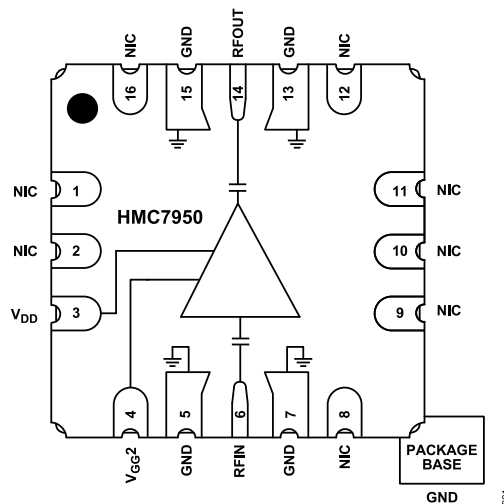 NIC GND RFOUT GND NIC
16 15 14 13 12
NIC 1 11 NIC
HMC7950
NIC 2 10 NIC
VDD 3 9 NIC
4 5 6 7 8
VGG2 GND RFIN GND NIC
PACKAGE
BASE
GND